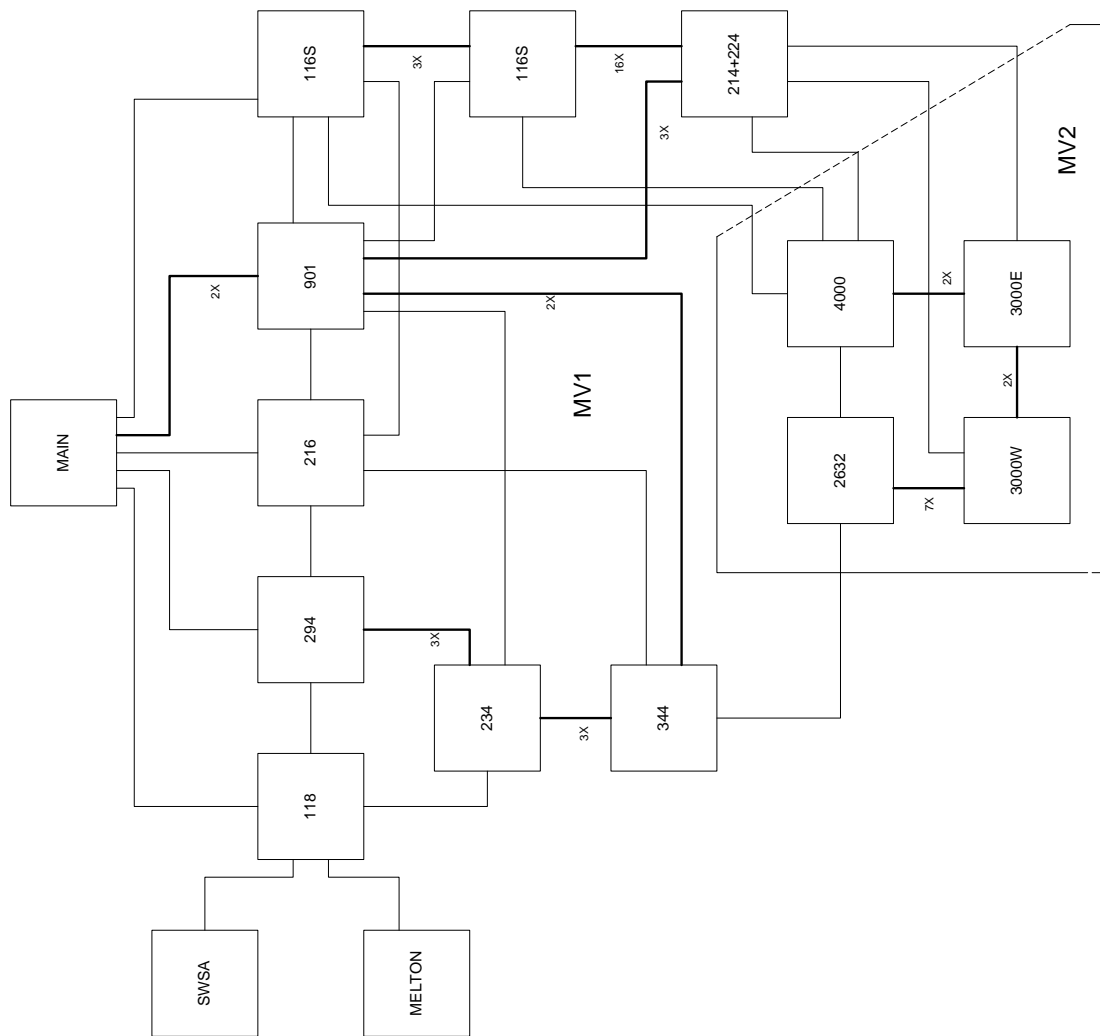 116S
3X
116S
16X
214+224
3X
MV2
901
2X
2X
4000
2X
3000E
MAIN
216
MV1
2632
7X
3000W
2X
294
3X
234
3X
344
118
SWSA
MELTON